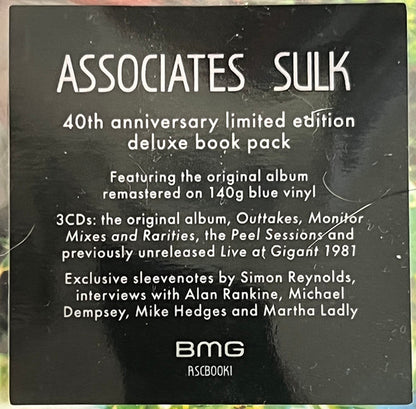 ASSOCIATES SULK
40th anniversary limited edition
deluxe book pack
Featuring the original album
remastered on 140g blue vinyl
3CDs: the original album, Outtakes, Monitor
Mixes and Rarities, the Peel Sessions and
previously unreleased Live at Gigant 1981
Exclusive sleevenotes by Simon Reynolds,
interviews with Alan Rankine, Michael
Dempsey, Mike Hedges and Martha Ladly
BMG
ASCBOOK1